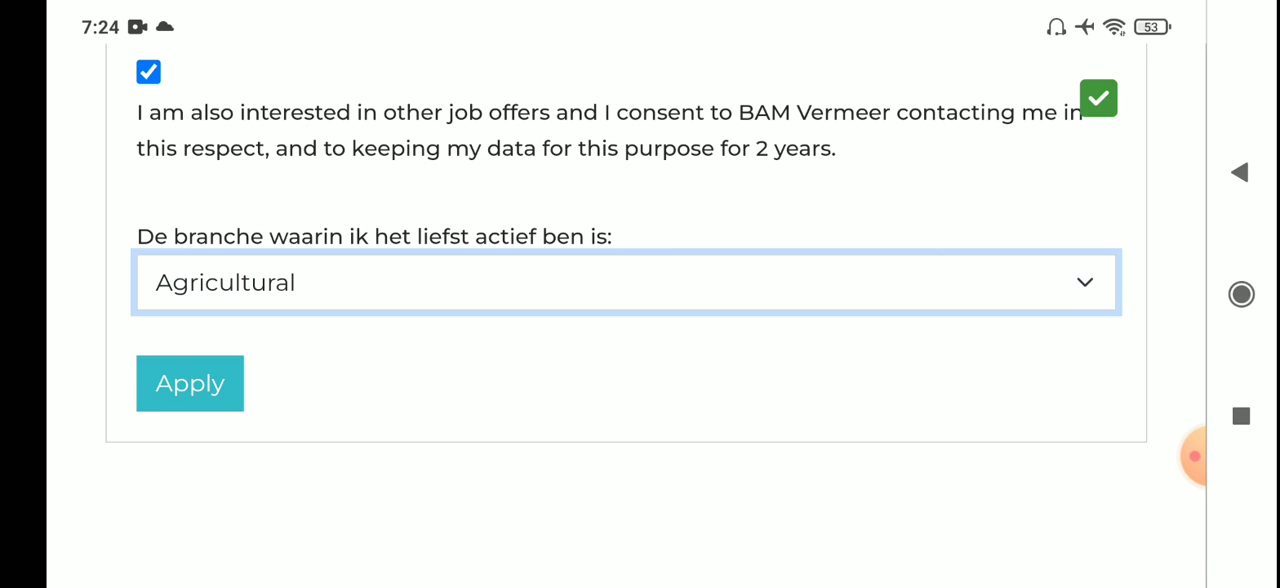 7:24
53
I am also interested in other job offers and I consent to BAM Vermeer contacting me in
this respect, and to keeping my data for this purpose for 2 years.
De branche waarin ik het liefst actief ben is:
Agricultural
Apply